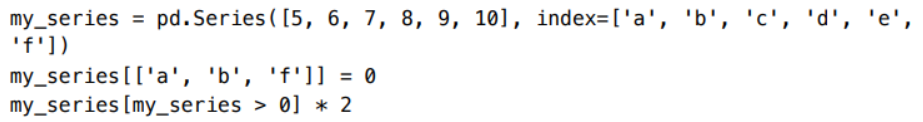 my_series = pd.Series([5, 6, 7, 8, 9, 10], index=['a', 'b', 'c', 'd', 'e',
'f'])
my_series[['a', 'b', 'f']] = 0
my_series[my_series > 0] * 2